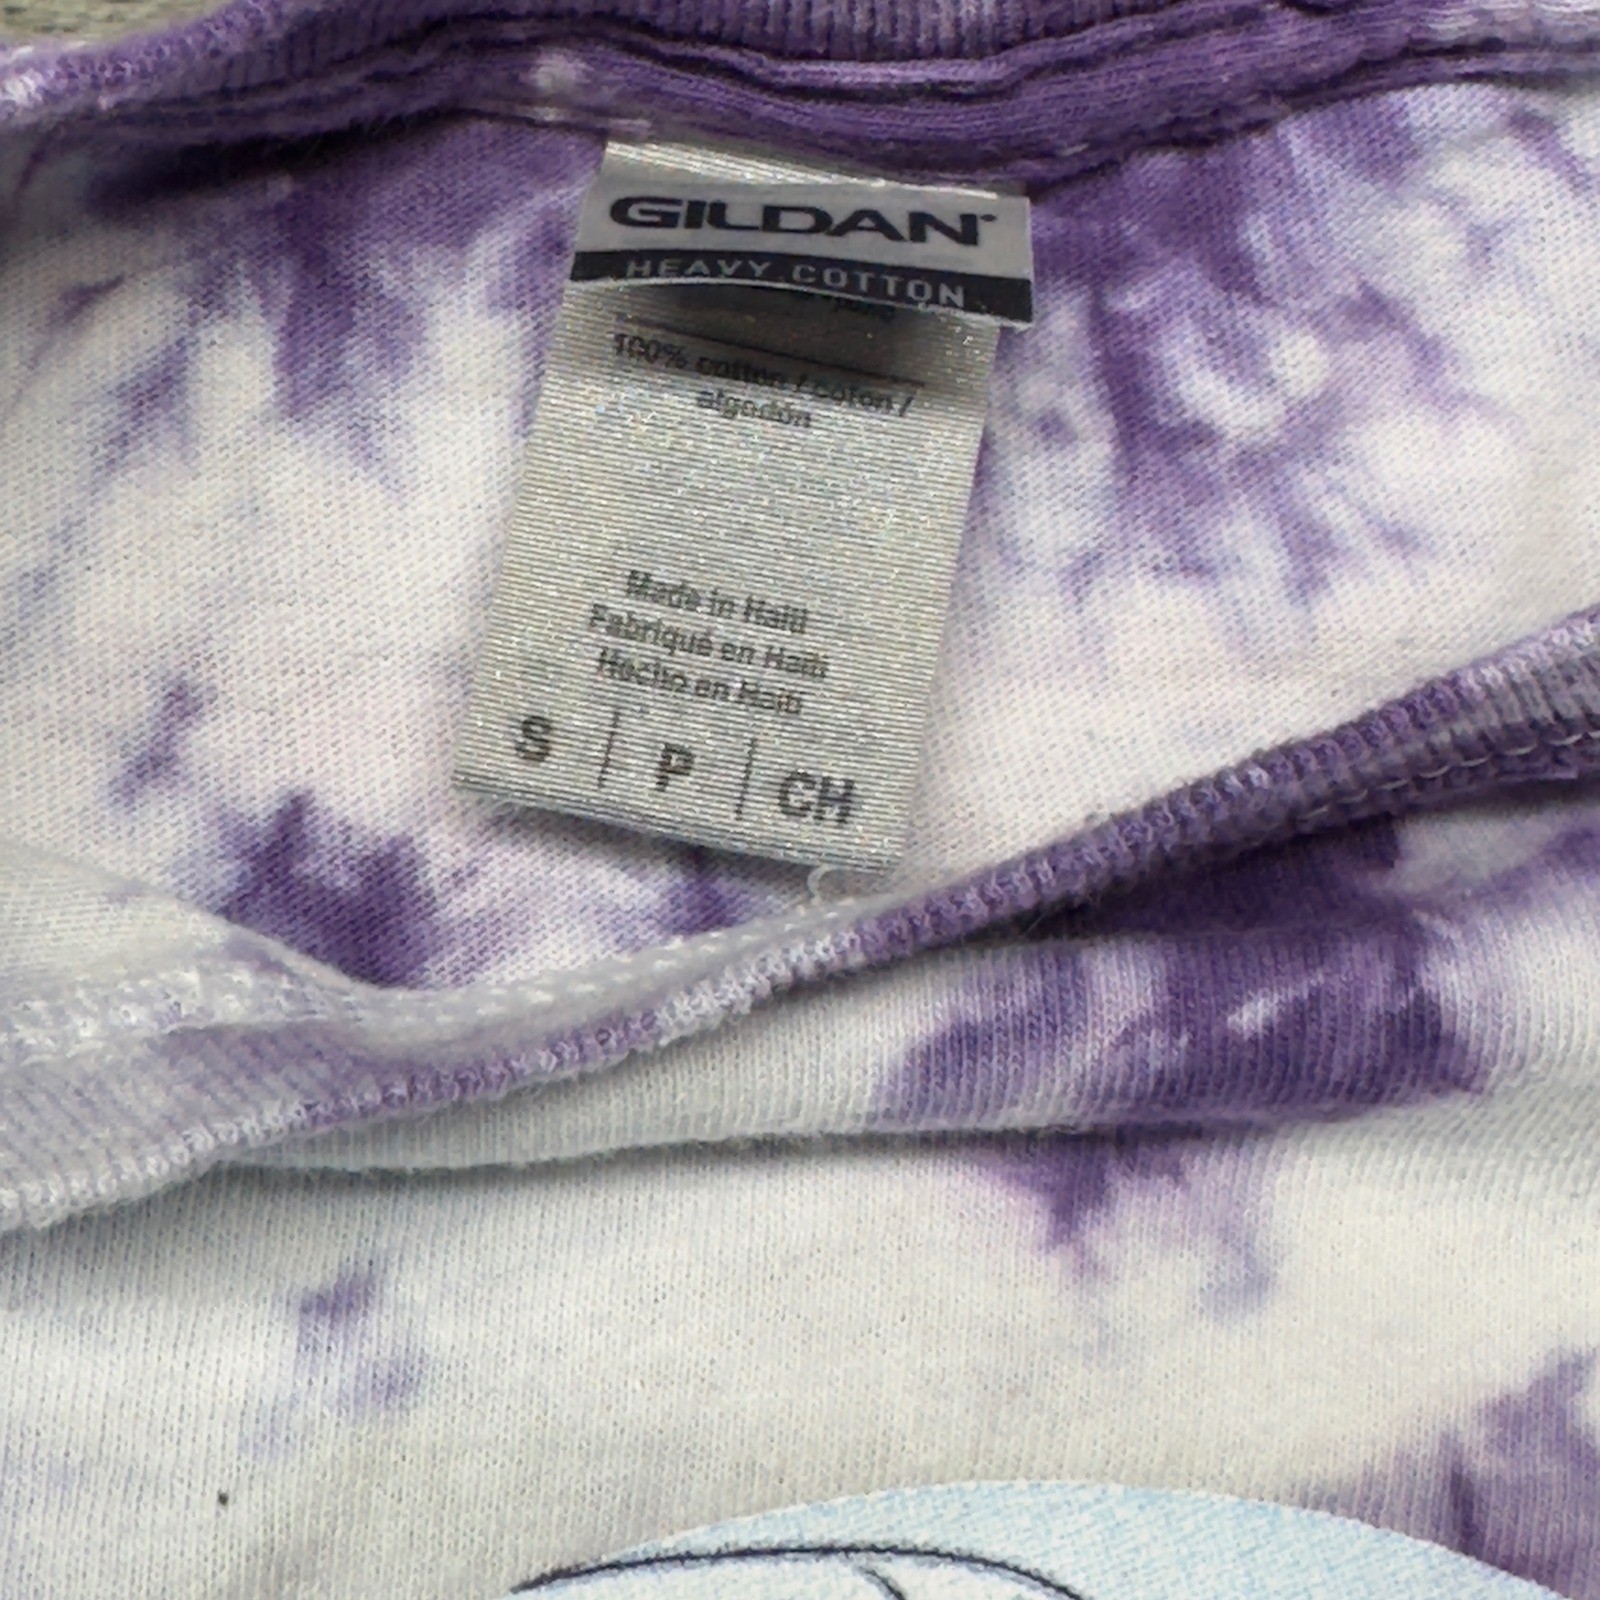 GILDAN
HEAVY COTTON
100% cotton / coton /
algodón
Made in Haiti
Fabriqué en Haïti
Hecho en Haití
S | P | CH